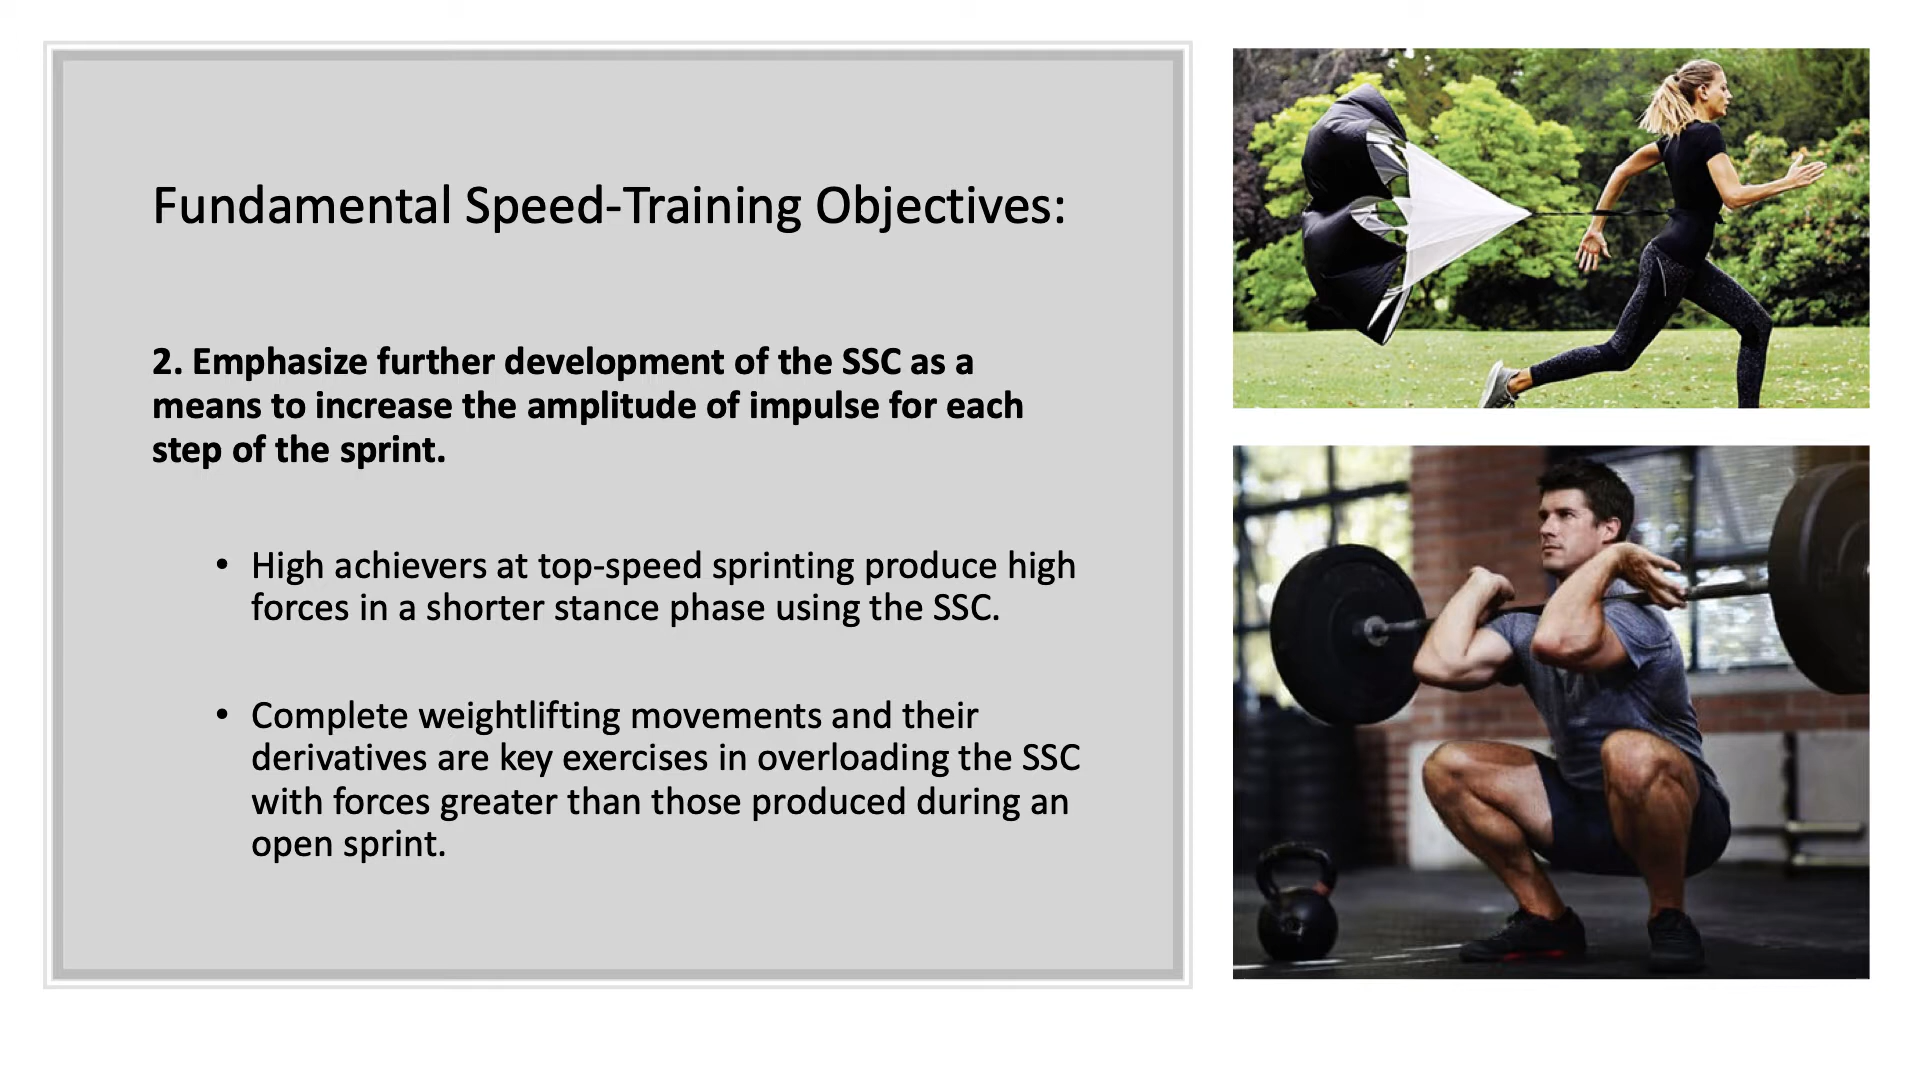 Fundamental Speed-Training Objectives:
2. Emphasize further development of the SSC as a
means to increase the amplitude of impulse for each
step of the sprint.
• High achievers at top-speed sprinting produce high
forces in a shorter stance phase using the SSC.
• Complete weightlifting movements and their
derivatives are key exercises in overloading the SSC
with forces greater than those produced during an
open sprint.